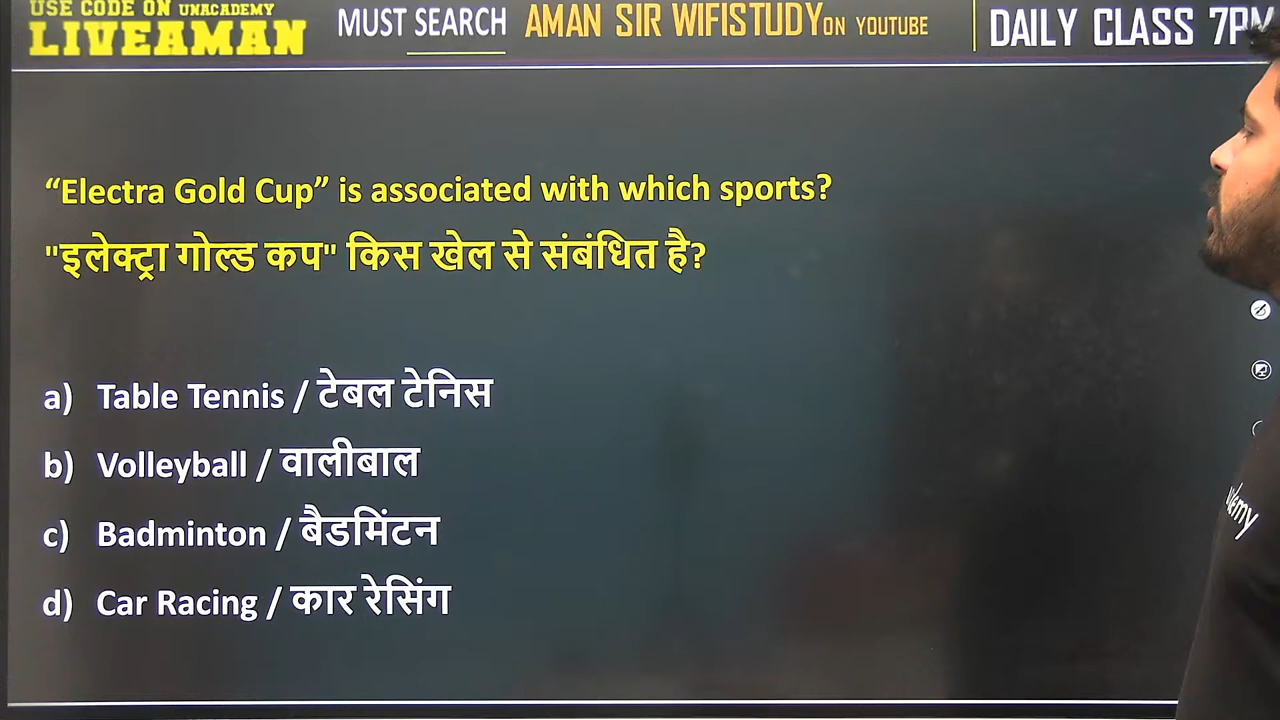 USE CODE ON UNACADEMY
LIVEAMAN
MUST SEARCH AMAN SIR WIFISTUDY ON YOUTUBE
DAILY CLASS 7PM
“Electra Gold Cup” is associated with which sports?
"इलेक्ट्रा गोल्ड कप" किस खेल से संबंधित है?
a) Table Tennis / टेबल टेनिस
b) Volleyball / वालीबाल
c) Badminton / बैडमिंटन
d) Car Racing / कार रेसिंग